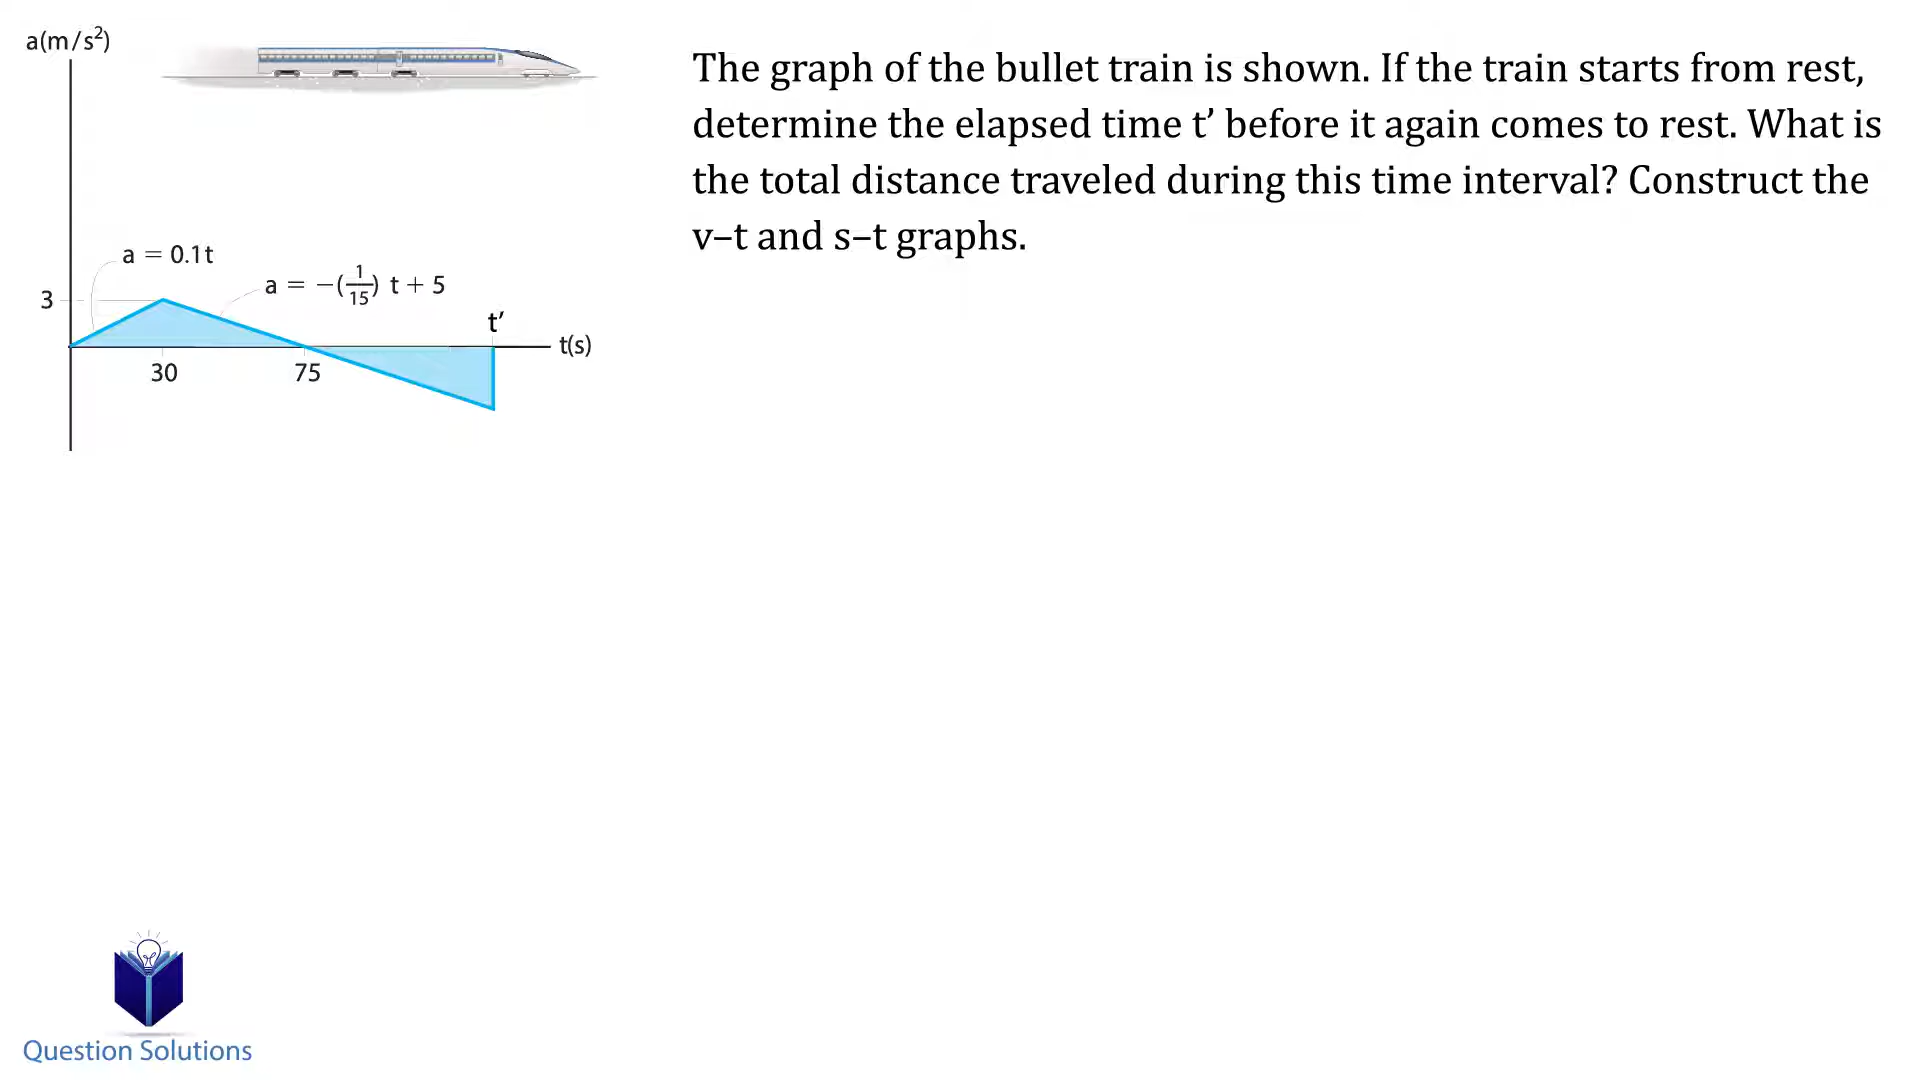 a(m/s²)
The graph of the bullet train is shown. If the train starts from rest,
determine the elapsed time t’ before it again comes to rest. What is
the total distance traveled during this time interval? Construct the
v–t and s–t graphs.
a = 0.1t
a = −(1/15) t + 5
3
t’
t(s)
30
75
Question Solutions